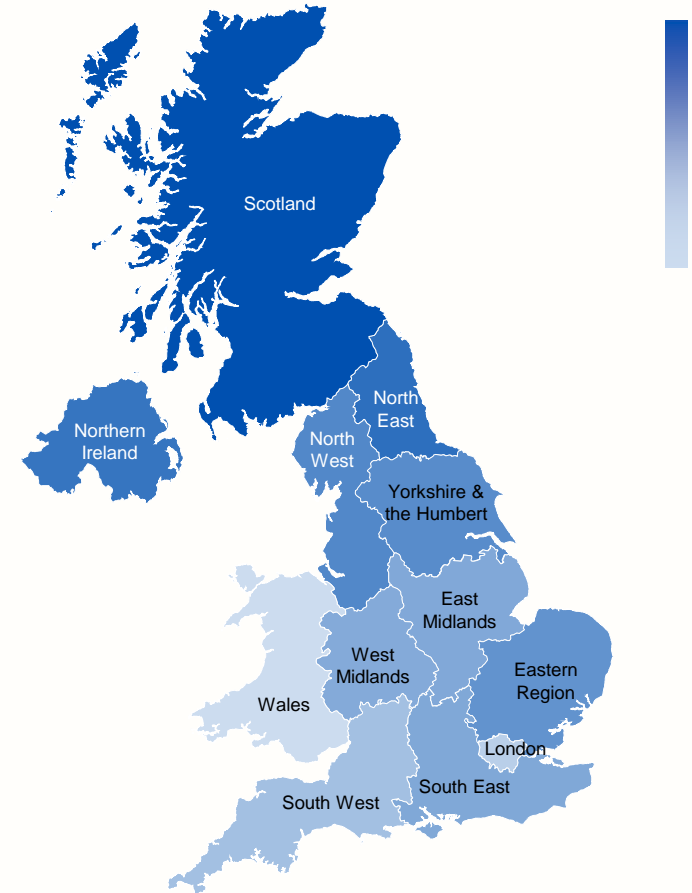 Scotland
North
East
Northern
Ireland
North
West
Yorkshire &
the Humbert
East
Midlands
West
Midlands
Eastern
Region
Wales
London
South East
South West